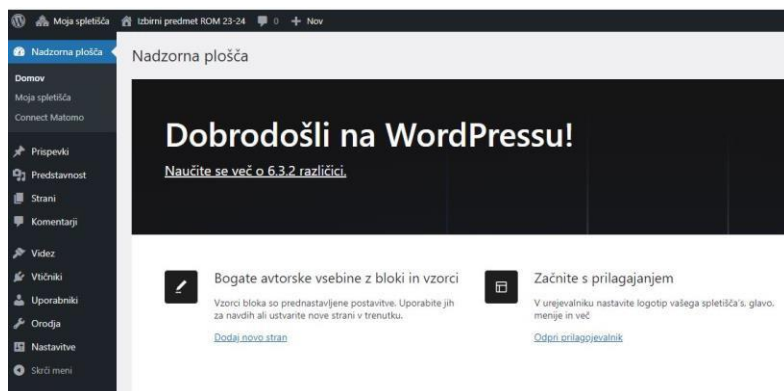 Moja spletišča Izbirni predmet ROM 23-24 0 + Nov
Nadzorna plošča
Domov
Moja spletišča
Connect Matomo
Prispevki
Predstavnost
Strani
Komentarji
Videz
Vtičniki
Uporabniki
Orodja
Nastavitve
Skrči meni
Nadzorna plošča
Dobrodošli na WordPressu!
Naučite se več o 6.3.2 različici.
Bogate avtorske vsebine z bloki in vzorci
Vzorci bloka so prednastavljene postavitve. Uporabite jih
za navdih ali ustvarite nove strani v trenutku.
Dodaj novo stran
Začnite s prilagajanjem
V urejevalniku nastavite logotip vašega spletišča's, glavo,
menije in več
Odpri prilagojevalnik